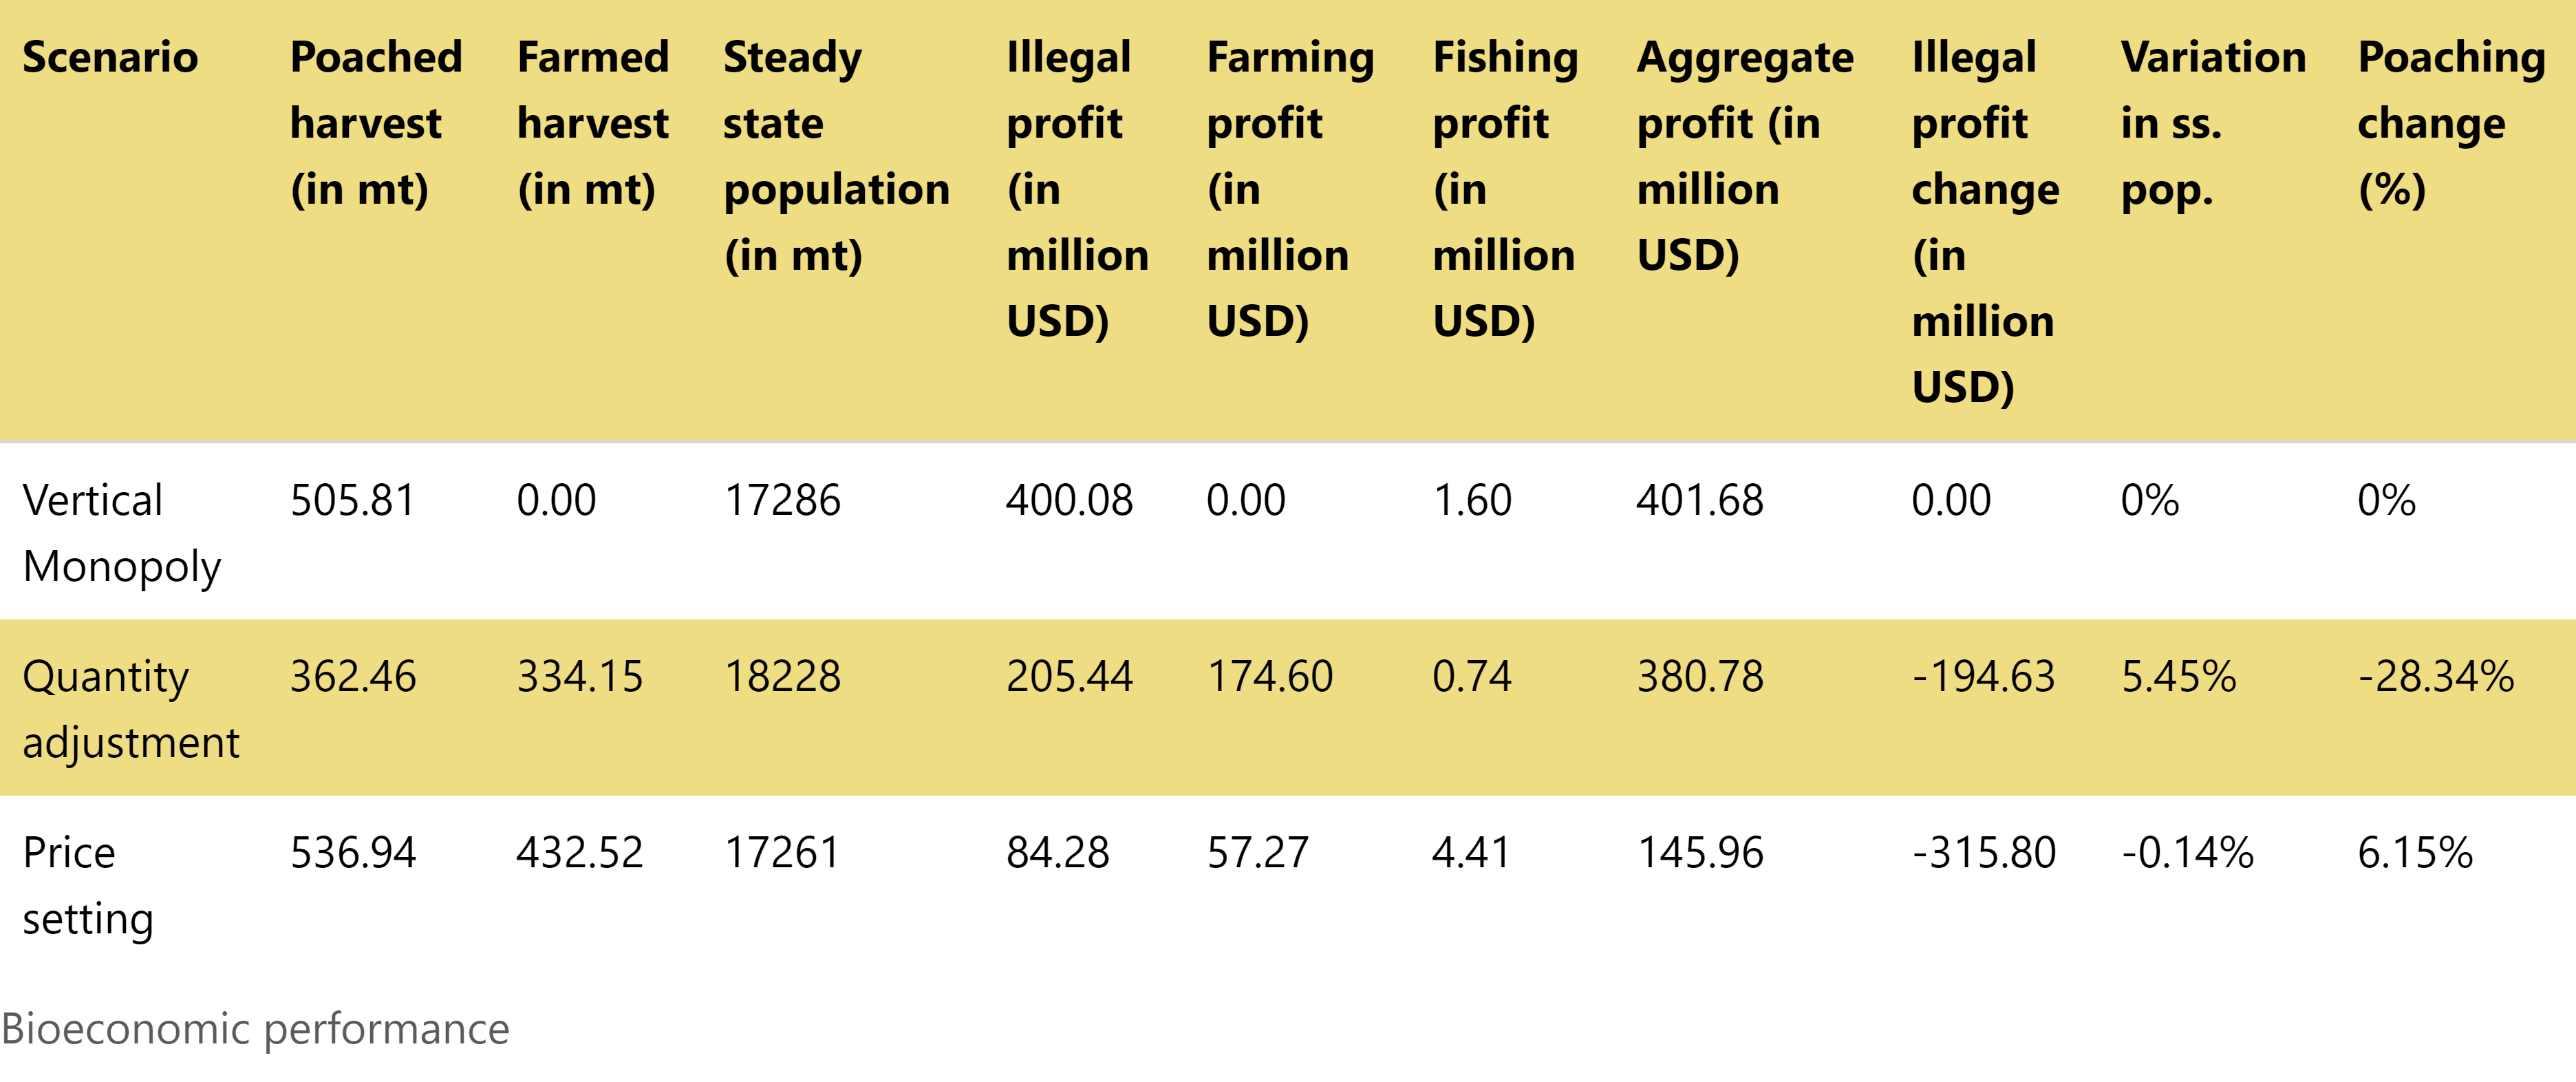 Scenario Poached harvest (in mt) Farmed harvest (in mt) Steady state population (in mt) Illegal profit (in million USD) Farming profit (in million USD) Fishing profit (in million USD) Aggregate profit (in million USD) Illegal profit change (in million USD) Variation in ss. pop. Poaching change (%)
Vertical Monopoly 505.81 0.00 17286 400.08 0.00 1.60 401.68 0.00 0% 0%
Quantity adjustment 362.46 334.15 18228 205.44 174.60 0.74 380.78 -194.63 5.45% -28.34%
Price setting 536.94 432.52 17261 84.28 57.27 4.41 145.96 -315.80 -0.14% 6.15%
Bioeconomic performance